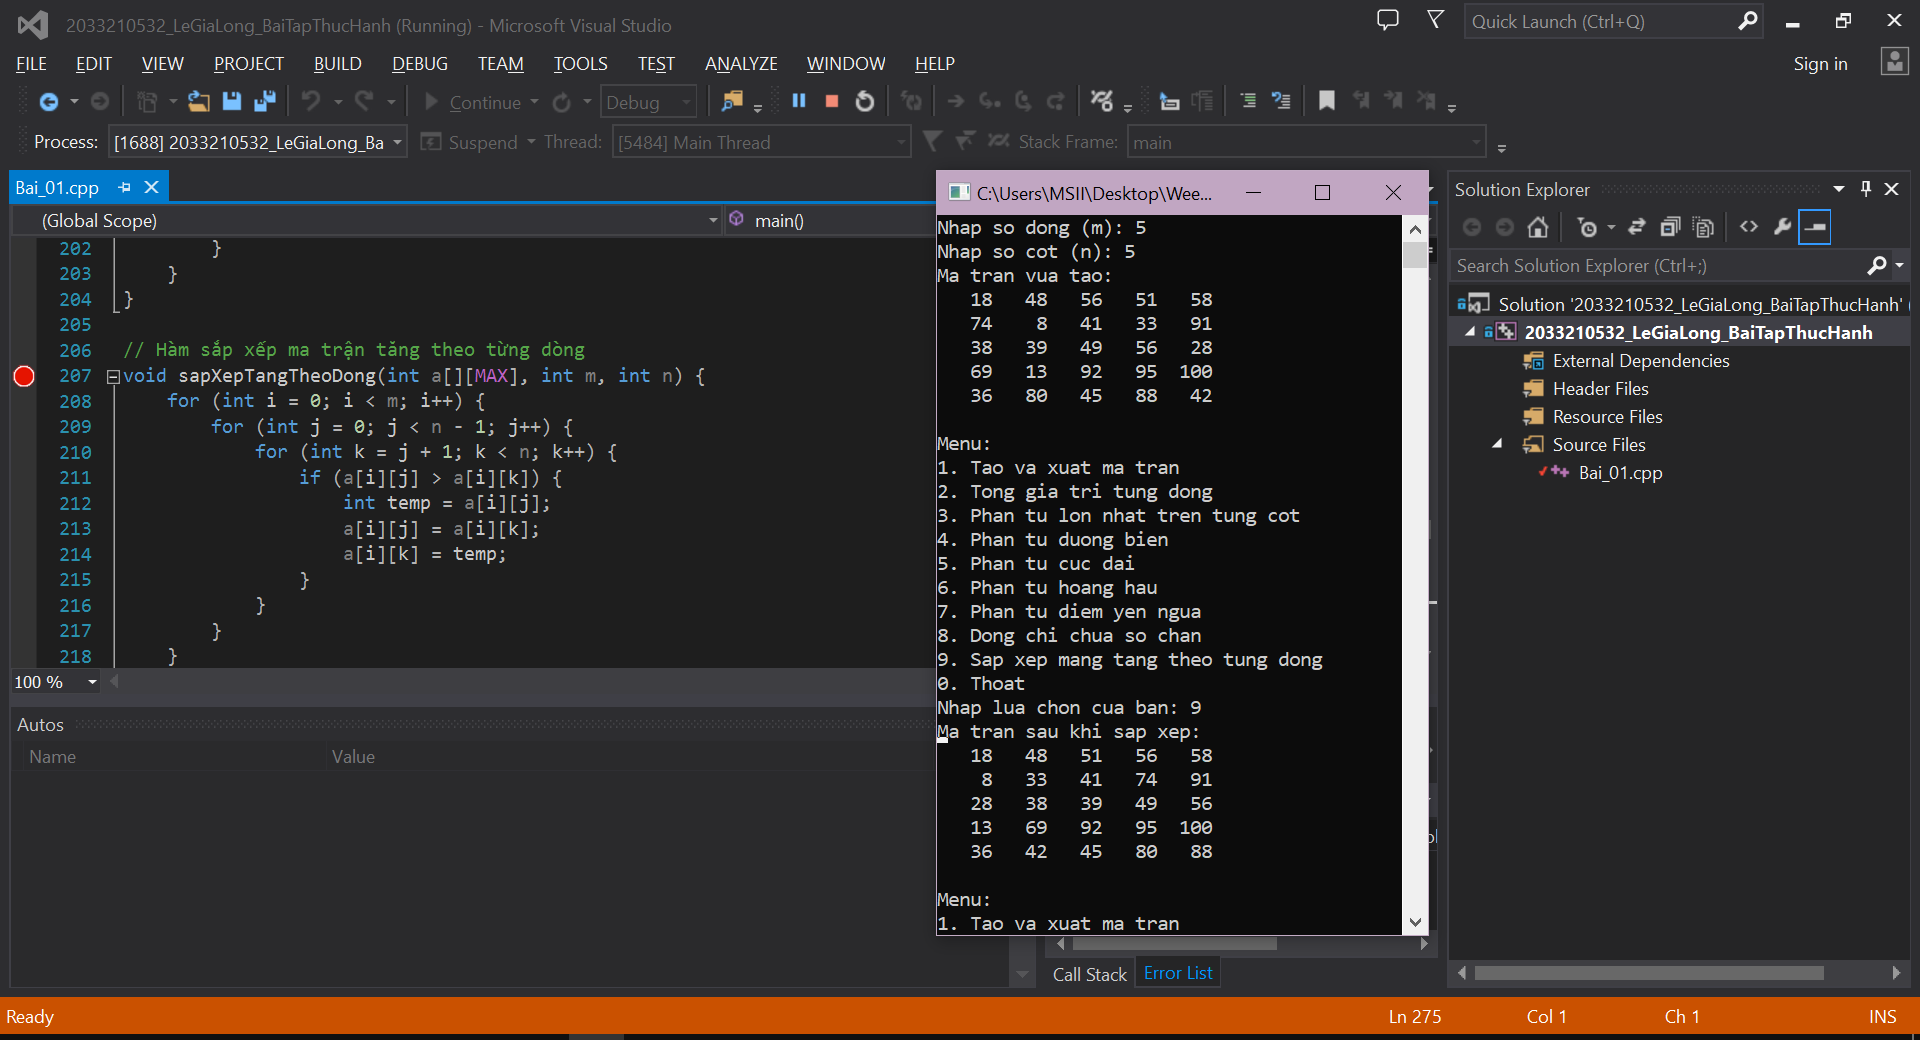 2033210532_LeGiaLong_BaiTapThucHanh (Running) - Microsoft Visual Studio
Quick Launch (Ctrl+Q)
FILE EDIT VIEW PROJECT BUILD DEBUG TEAM TOOLS TEST ANALYZE WINDOW HELP
Sign in
Continue
Debug
Process: [1688] 2033210532_LeGiaLong_Ba Suspend Thread: [5484] Main Thread Stack Frame: main
Bai_01.cpp
(Global Scope)
main()
202 }
203 }
204 }
205
206 // Hàm sắp xếp ma trận tăng theo từng dòng
207 void sapXepTangTheoDong(int a[][MAX], int m, int n) {
208 for (int i = 0; i < m; i++) {
209 for (int j = 0; j < n - 1; j++) {
210 for (int k = j + 1; k < n; k++) {
211 if (a[i][j] > a[i][k]) {
212 int temp = a[i][j];
213 a[i][j] = a[i][k];
214 a[i][k] = temp;
215 }
216 }
217 }
218 }
100 %
Autos
Name Value
C:\Users\MSII\Desktop\Wee...
Nhap so dong (m): 5
Nhap so cot (n): 5
Ma tran vua tao:
18 48 56 51 58
74 8 41 33 91
38 39 49 56 28
69 13 92 95 100
36 80 45 88 42
Menu:
1. Tao va xuat ma tran
2. Tong gia tri tung dong
3. Phan tu lon nhat tren tung cot
4. Phan tu duong bien
5. Phan tu cuc dai
6. Phan tu hoang hau
7. Phan tu diem yen ngua
8. Dong chi chua so chan
9. Sap xep mang tang theo tung dong
0. Thoat
Nhap lua chon cua ban: 9
Ma tran sau khi sap xep:
18 48 51 56 58
8 33 41 74 91
28 38 39 49 56
13 69 92 95 100
36 42 45 80 88
Menu:
1. Tao va xuat ma tran
Call Stack
Error List
Solution Explorer
Search Solution Explorer (Ctrl+;)
Solution '2033210532_LeGiaLong_BaiTapThucHanh' (
2033210532_LeGiaLong_BaiTapThucHanh
External Dependencies
Header Files
Resource Files
Source Files
Bai_01.cpp
Ready
Ln 275
Col 1
Ch 1
INS